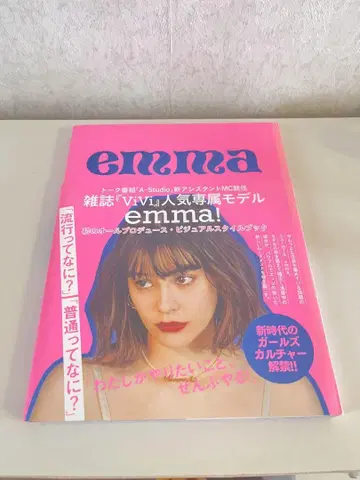 emma
トーク番組「A-Studio」新アシスタントMC就任
雑誌『ViVi』人気専属モデル
emma!
初のオールプロデュース・ビジュアルスタイルブック
「流行ってなに?」
「普通ってなに?」
新時代の
ガールズ
カルチャー
解禁!!
わたしがやりたいこと、
ぜんぶやる。